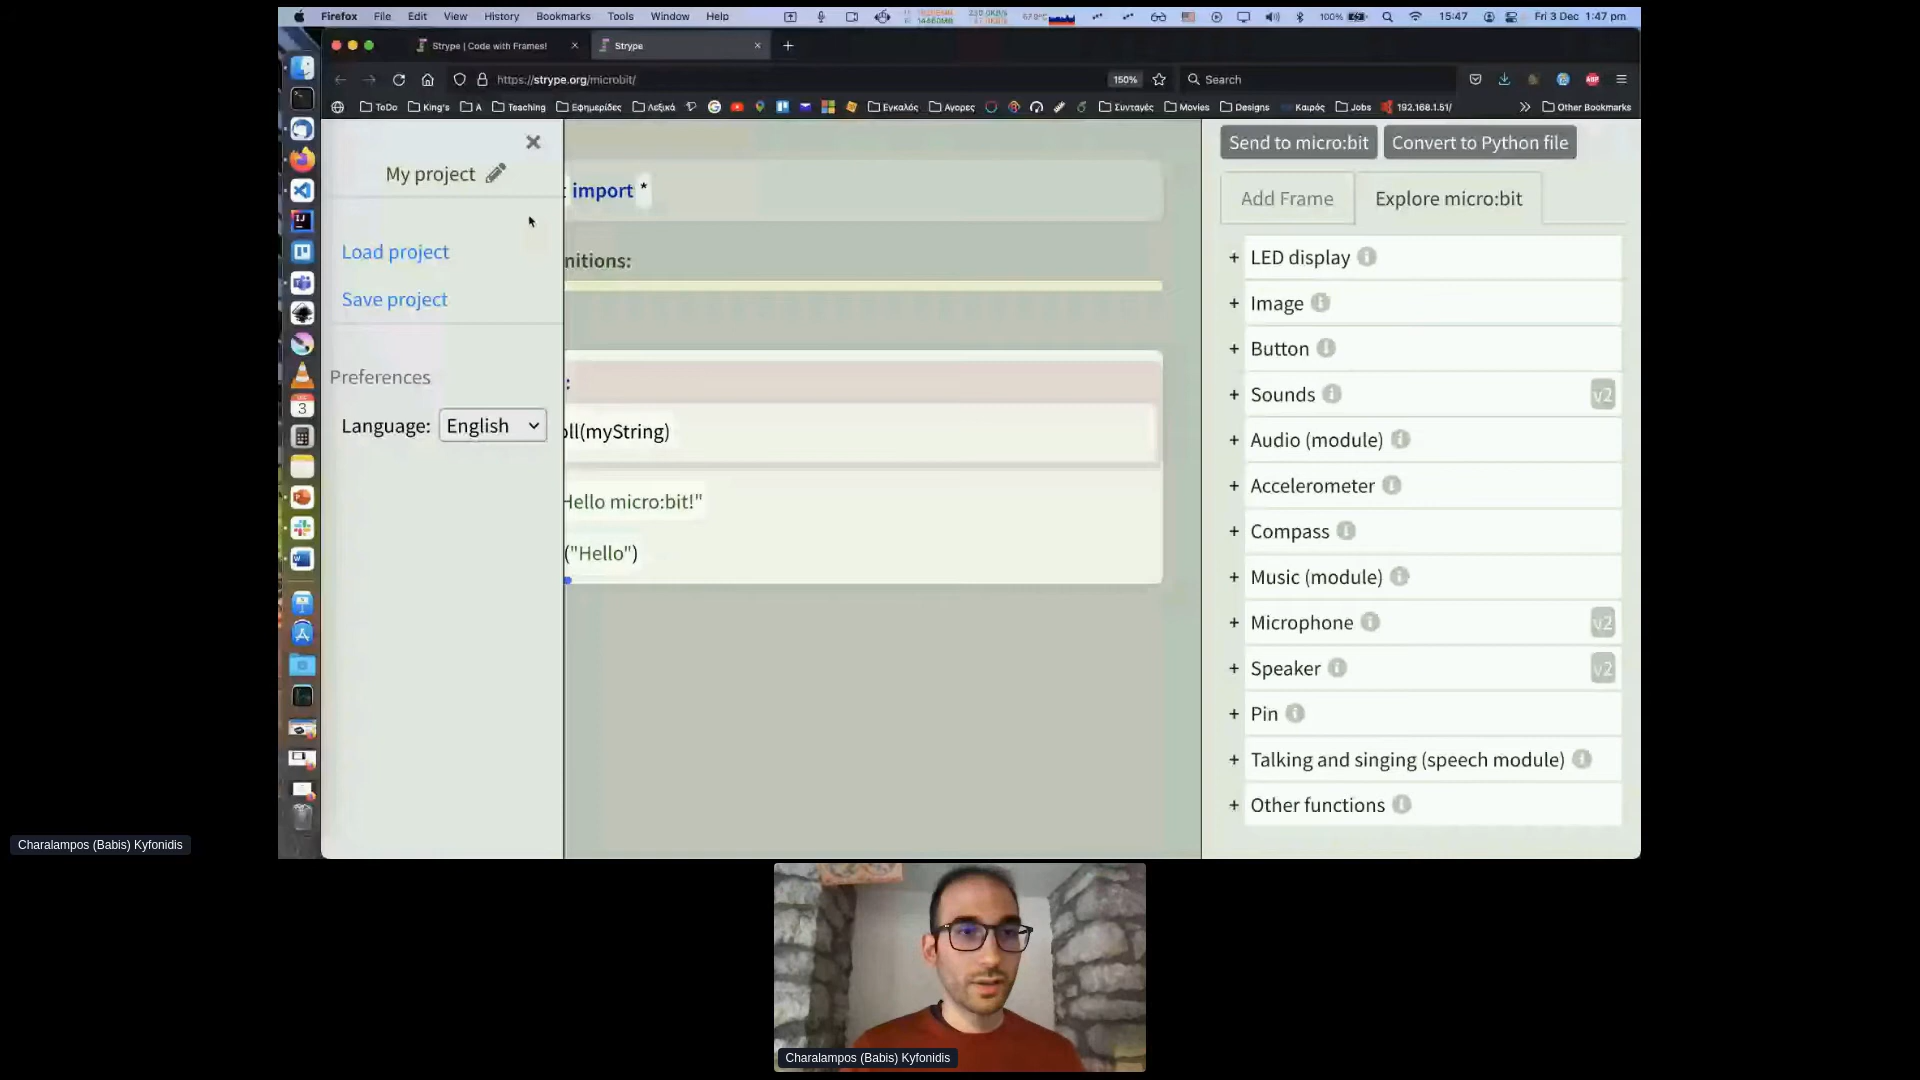 Firefox File Edit View History Bookmarks Tools Window Help
100% 15:47 Fri 3 Dec 1:47 pm
Strype | Code with Frames!
Strype
https://strype.org/microbit/
150%
Search
ToDo King's A Teaching Εφημερίδες Λεξικά Εγκαλός Αγορες Συνταγές Movies Designs Καιρός Jobs 192.168.1.51/ Other Bookmarks
My project
Load project
Save project
Preferences
Language: English
import *
nitions:
:
oll(myString)
Hello micro:bit!"
("Hello")
Send to micro:bit
Convert to Python file
Add Frame
Explore micro:bit
+ LED display
+ Image
+ Button
+ Sounds v2
+ Audio (module)
+ Accelerometer
+ Compass
+ Music (module)
+ Microphone v2
+ Speaker v2
+ Pin
+ Talking and singing (speech module)
+ Other functions
Charalampos (Babis) Kyfonidis
Charalampos (Babis) Kyfonidis